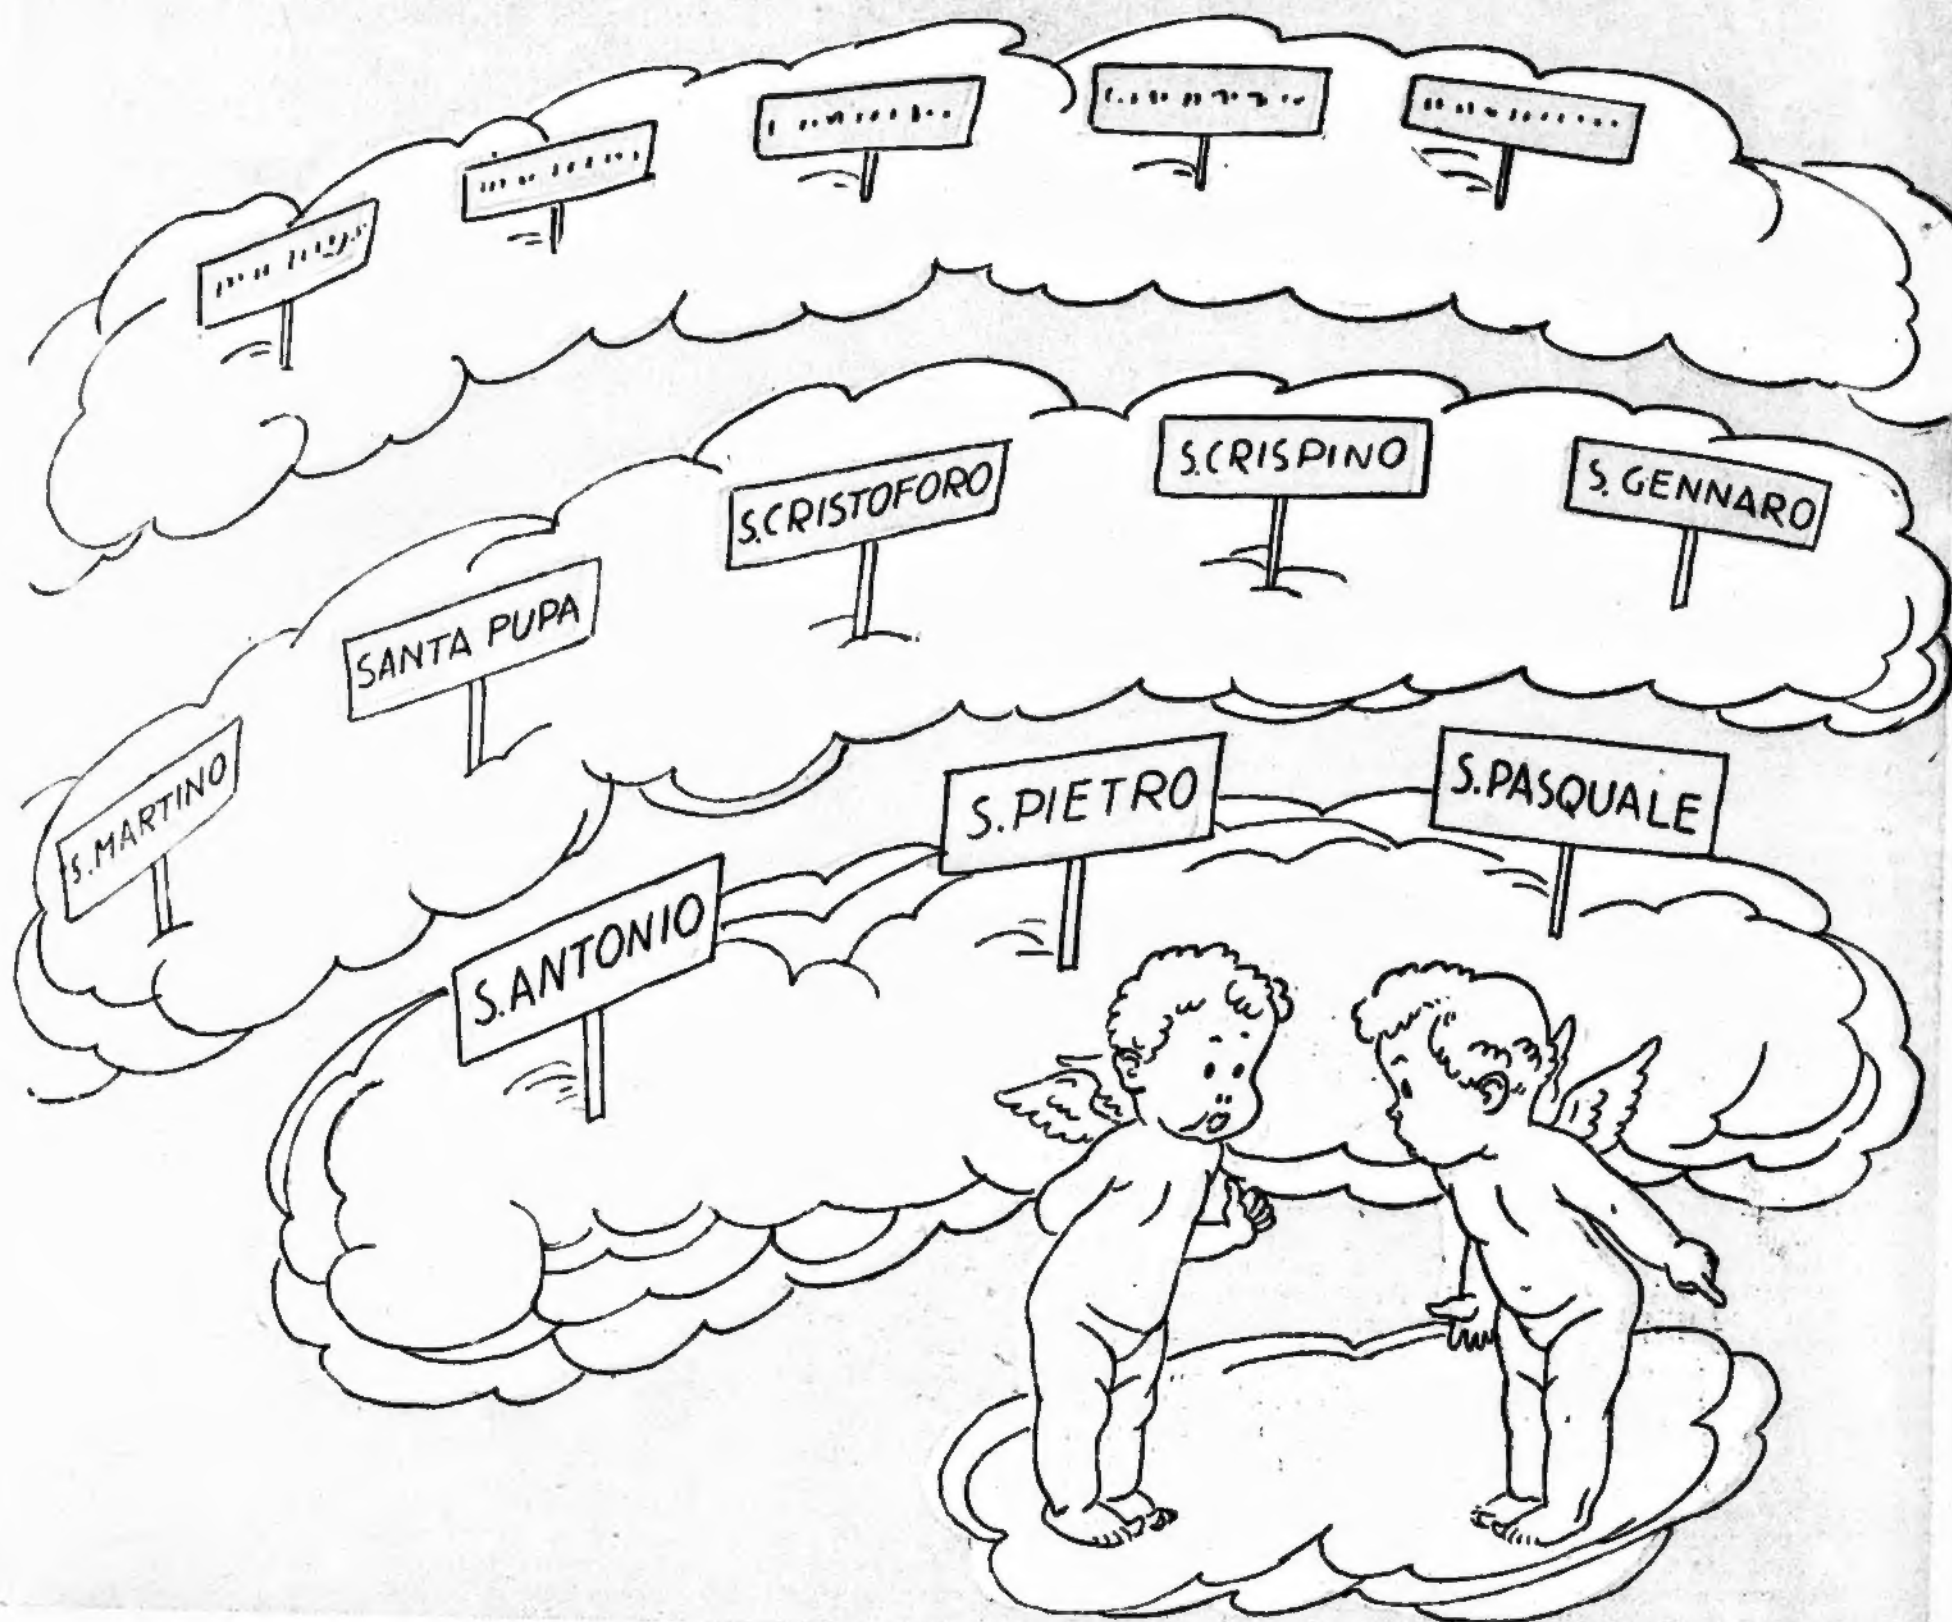 S.CRISTOFORO
S.CRISPINO
S. GENNARO
SANTA PUPA
S.MARTINO
S.PIETRO
S.PASQUALE
S.ANTONIO